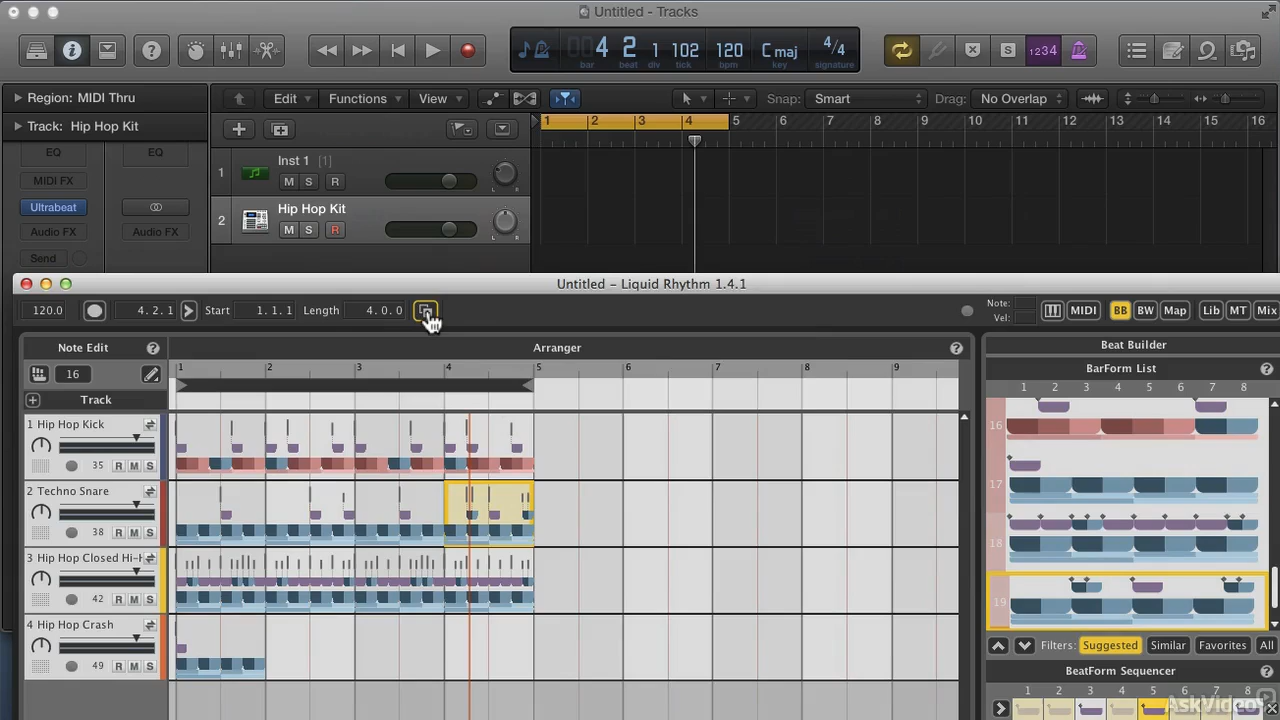 Untitled - Tracks
004 2 1 102 120 C maj 4/4
bar beat div tick bpm key signature
1234
Region: MIDI Thru
Edit Functions View Snap: Smart Drag: No Overlap
Track: Hip Hop Kit
1 2 3 4 5 6 7 8 9 10 11 12 13 14 15 16
EQ EQ
MIDI FX
Ultrabeat
Audio FX Audio FX
Send
1 Inst 1 [1]
M S R L R
2 Hip Hop Kit
M S R L R
Untitled - Liquid Rhythm 1.4.1
120.0 4. 2. 1 Start 1. 1. 1 Length 4. 0. 0 Note: Vel: MIDI BB BW Map Lib MT Mix
Note Edit Arranger Beat Builder
16 1 2 3 4 5 6 7 8 9 BarForm List
Track 1 2 3 4 5 6 7 8
1 Hip Hop Kick
35 R M S
2 Techno Snare
38 R M S
3 Hip Hop Closed Hi-H
42 R M S
4 Hip Hop Crash
49 R M S
16
17
18
19
Filters: Suggested Similar Favorites All
BeatForm Sequencer
1 2 3 4 5 6 7 8
AskVideo